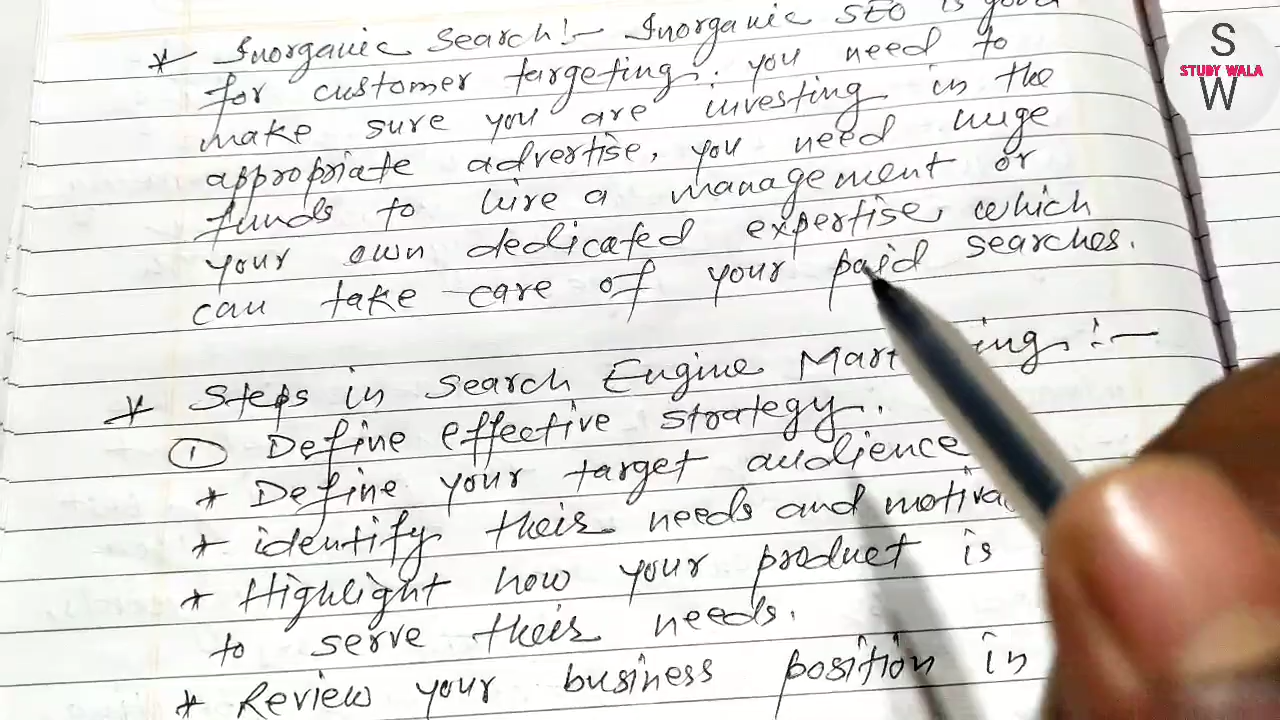 * Inorganic Search:- Inorganic SEO is good
for customer targeting. you need to
make sure you are investing in the
appropriate advertise, you need huge
funds to hire a management or
your own dedicated expertise which
can take care of your paid searches.
* Steps in Search Engine Marketing :-
① Define effective strategy.
* Define your target audience
* identify their needs and
* Highlight how your product is
to serve their needs.
* Review your business position in
S
STUDY WALA
W